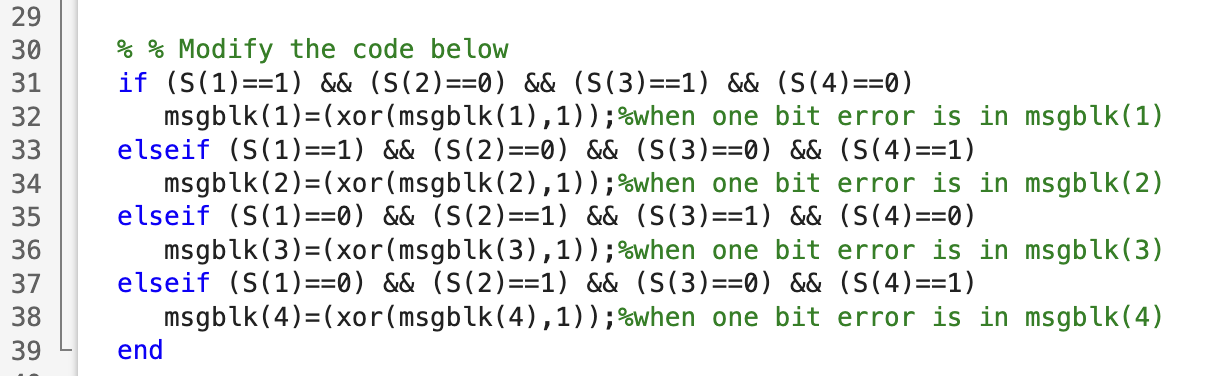 29
30 % % Modify the code below
31 if (S(1)==1) && (S(2)==0) && (S(3)==1) && (S(4)==0)
32 msgblk(1)=(xor(msgblk(1),1));%when one bit error is in msgblk(1)
33 elseif (S(1)==1) && (S(2)==0) && (S(3)==0) && (S(4)==1)
34 msgblk(2)=(xor(msgblk(2),1));%when one bit error is in msgblk(2)
35 elseif (S(1)==0) && (S(2)==1) && (S(3)==1) && (S(4)==0)
36 msgblk(3)=(xor(msgblk(3),1));%when one bit error is in msgblk(3)
37 elseif (S(1)==0) && (S(2)==1) && (S(3)==0) && (S(4)==1)
38 msgblk(4)=(xor(msgblk(4),1));%when one bit error is in msgblk(4)
39 end